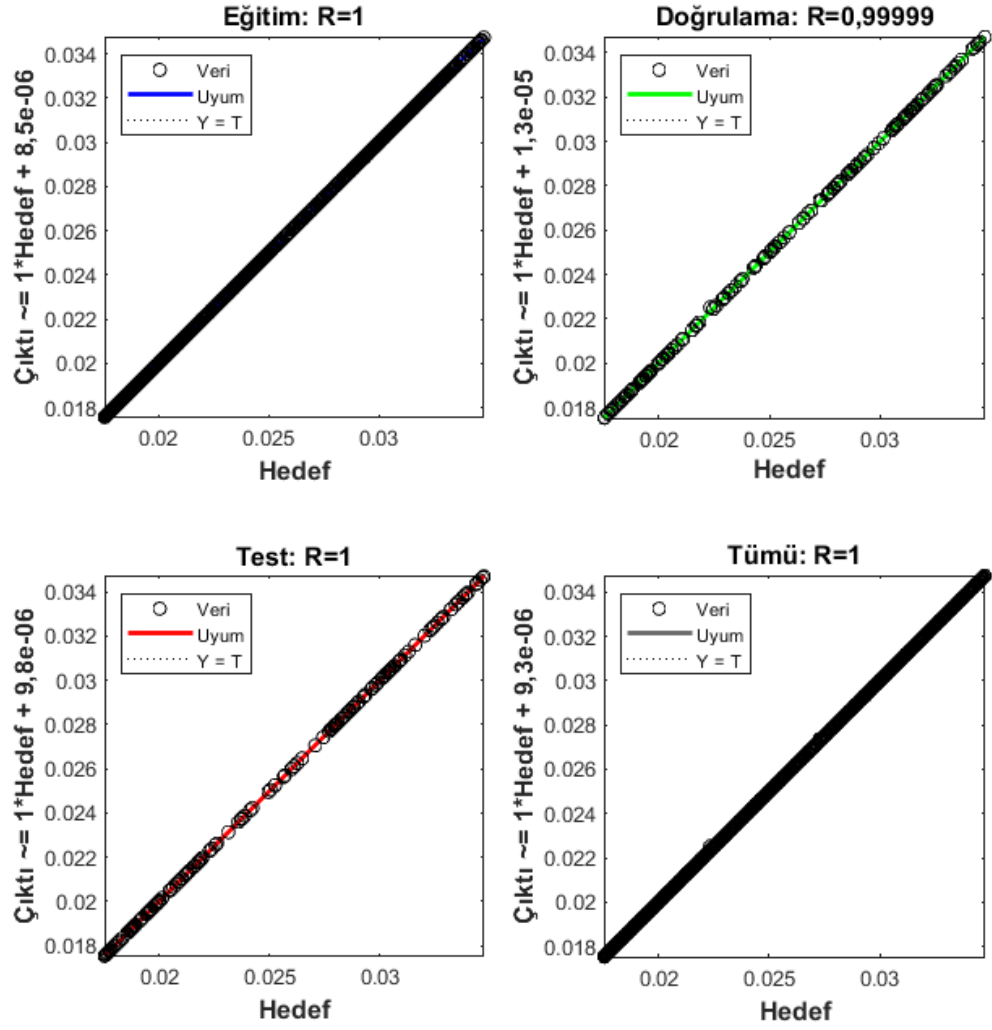 Eğitim: R=1
Çıktı ~= 1*Hedef + 8,5e-06
Veri
Uyum
Y = T
0.034
0.032
0.03
0.028
0.026
0.024
0.022
0.02
0.018
0.02
0.025
0.03
Hedef
Doğrulama: R=0,99999
Çıktı ~= 1*Hedef + 1,3e-05
Veri
Uyum
Y = T
0.034
0.032
0.03
0.028
0.026
0.024
0.022
0.02
0.018
0.02
0.025
0.03
Hedef
Test: R=1
Çıktı ~= 1*Hedef + 9,8e-06
Veri
Uyum
Y = T
0.034
0.032
0.03
0.028
0.026
0.024
0.022
0.02
0.018
0.02
0.025
0.03
Hedef
Tümü: R=1
Çıktı ~= 1*Hedef + 9,3e-06
Veri
Uyum
Y = T
0.034
0.032
0.03
0.028
0.026
0.024
0.022
0.02
0.018
0.02
0.025
0.03
Hedef